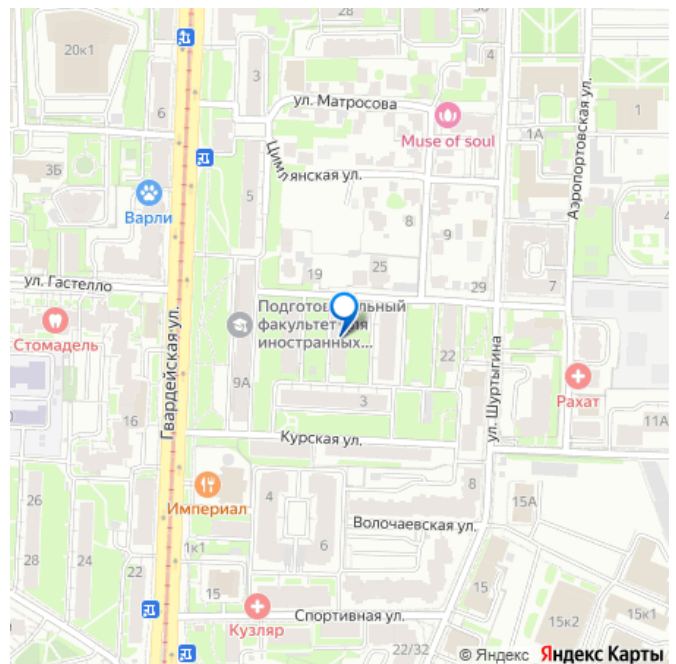 28
20к1
3
4
ул. Матросова
1
6
Muse of soul
1А
Аэропортовская ул.
3Б
Цимлянская ул.
5
Варли
8
9
4
19
25
ул. Гастелло
29
7
Подготовительный
факультет для
иностранных...
Стомадель
Гвардейская ул.
9А
22
ул. Шуртыгина
Рахат
3
16
11А
Курская ул.
Империал
26
4
8
15А
Волочаевская ул.
6
1к1
28
24
22
15
15
Кузляр
Спортивная ул.
15к2
15к1
22/32
© Яндекс Яндекс Карты